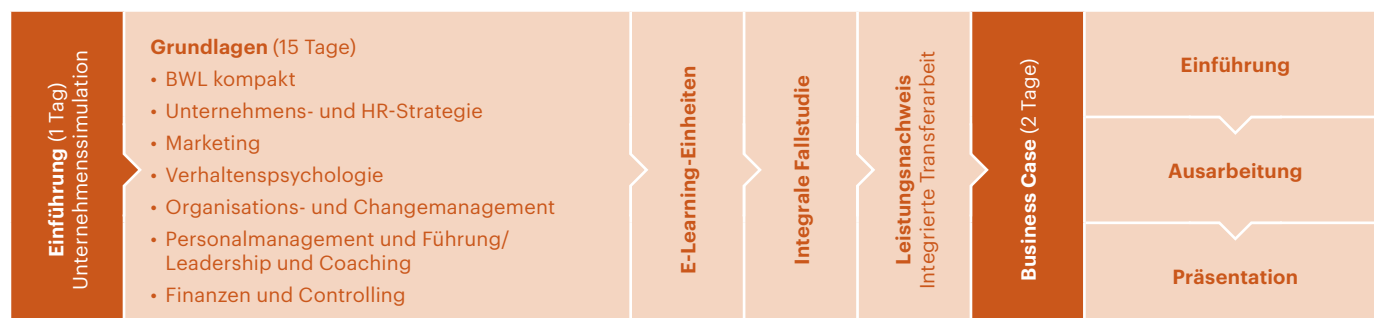 Einführung (1 Tag)
Unternehmenssimulation
Grundlagen (15 Tage)
• BWL kompakt
• Unternehmens- und HR-Strategie
• Marketing
• Verhaltenspsychologie
• Organisations- und Changemanagement
• Personalmanagement und Führung/
Leadership und Coaching
• Finanzen und Controlling
E-Learning-Einheiten
Integrale Fallstudie
Leistungsnachweis
Integrierte Transferarbeit
Business Case (2 Tage)
Einführung
Ausarbeitung
Präsentation